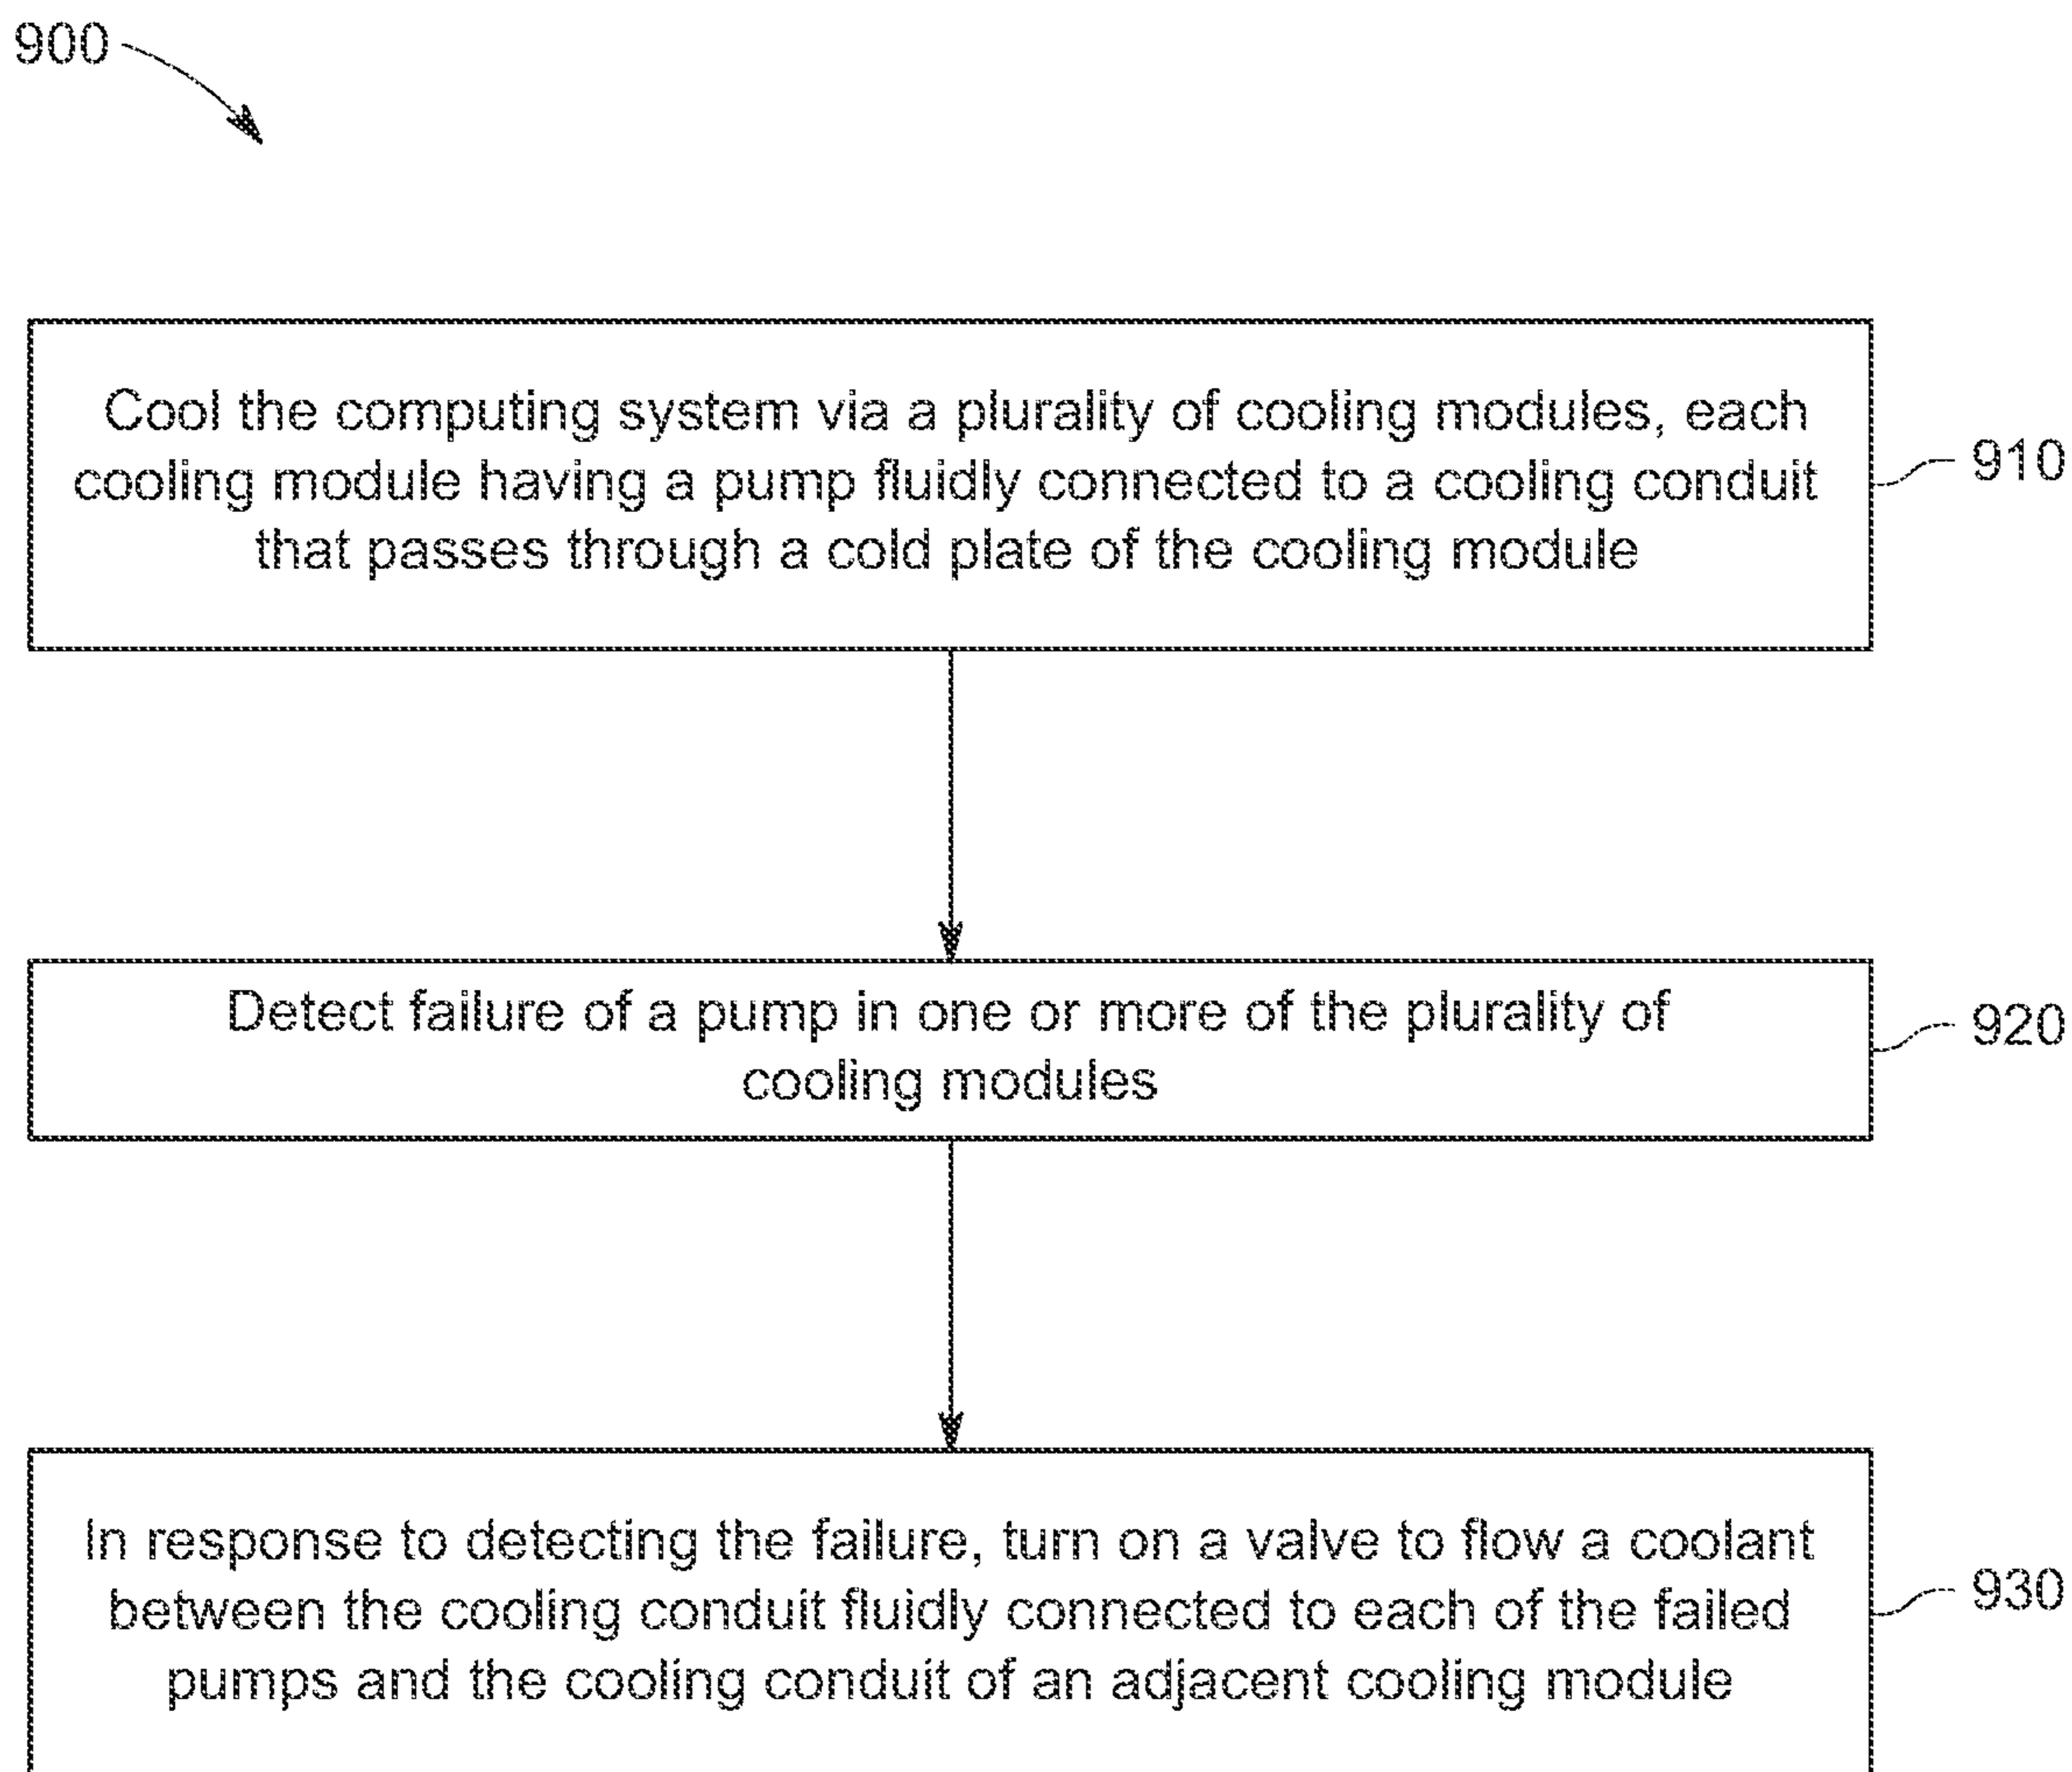 900
Cool the computing system via a plurality of cooling modules, each
cooling module having a pump fluidly connected to a cooling conduit
that passes through a cold plate of the cooling module
910
Detect failure of a pump in one or more of the plurality of
cooling modules
920
In response to detecting the failure, turn on a valve to flow a coolant
between the cooling conduit fluidly connected to each of the failed
pumps and the cooling conduit of an adjacent cooling module
930